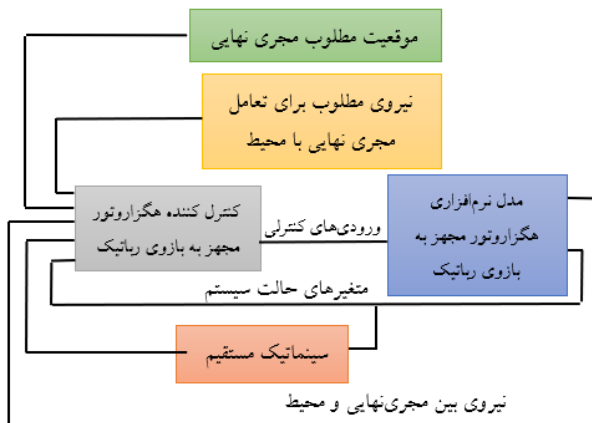 موقعیت مطلوب مجری نهایی
نیروی مطلوب برای تعامل
مجری نهایی با محیط
کنترل کننده هگزاروتور
مجهز به بازوی رباتیک
ورودی‌های کنترلی
مدل نرم‌افزاری
هگزاروتور مجهز به
بازوی رباتیک
متغیرهای حالت سیستم
سینماتیک مستقیم
نیروی بین مجری‌نهایی و محیط